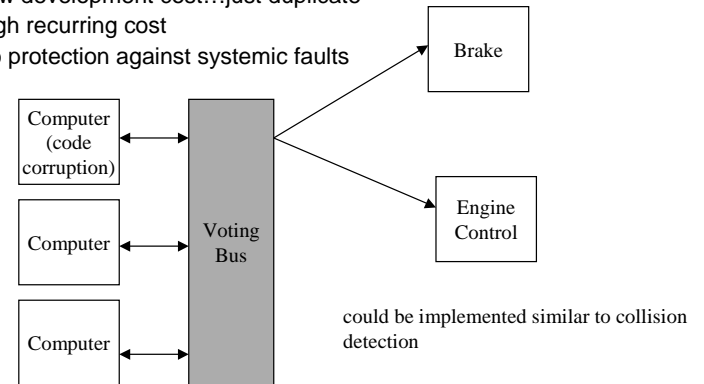 development cost...just duplicate
recurring cost
protection against systemic faults
Brake
Computer
(code
corruption)
Engine
Control
Computer
Voting
Bus
could be implemented similar to collision
detection
Computer